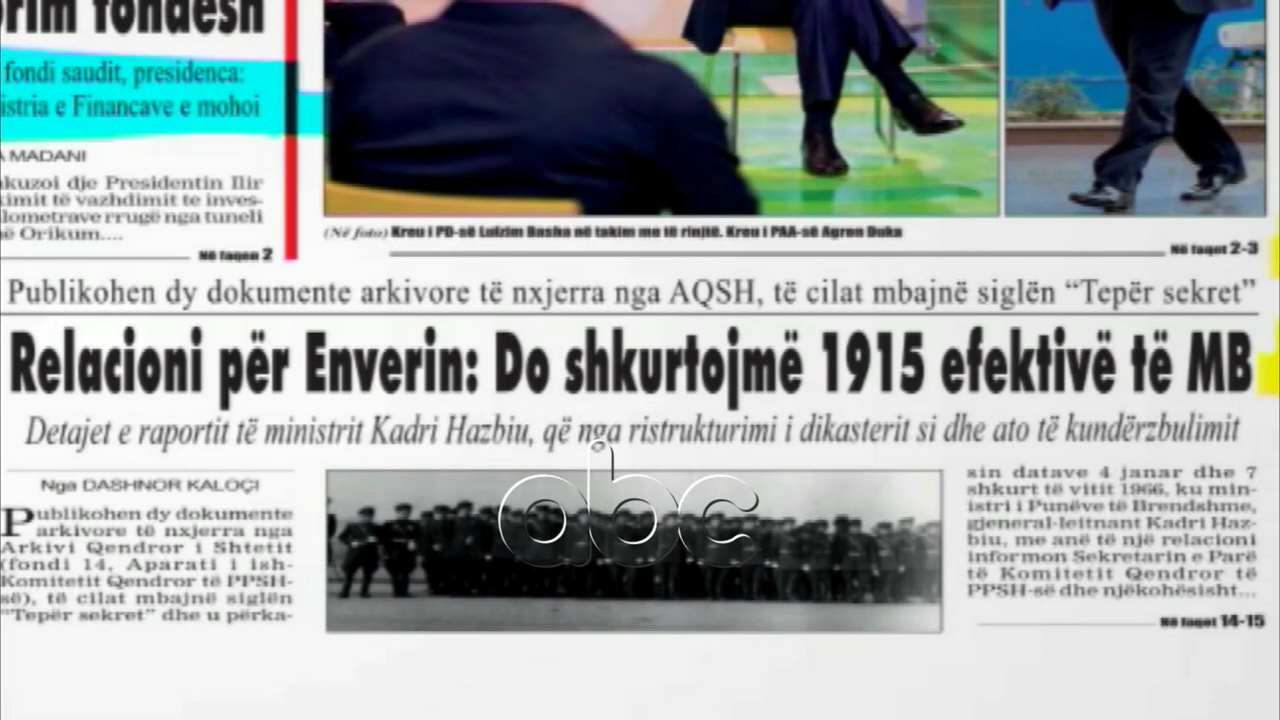 fondesh
fondi saudit, presidenca:
istria e Financave e mohoi
A MADANI
akuzoi dje Presidentin Ilir
kimit të vazhdimit te inves-
lometrave rrugë nga tuneli
në Orikum....
Në faqen 2
(Në foto) Kreu i PD-së Lulzim Basha në takim me të rinjtë. Kreu i PAA-së Agron Duka
Në faqet 2-3
Publikohen dy dokumente arkivore të nxjerra nga AQSH, të cilat mbajnë siglën “Tepër sekret”
Relacioni për Enverin: Do shkurtojmë 1915 efektivë të MB
Detajet e raportit të ministrit Kadri Hazbiu, që nga ristrukturimi i dikasterit si dhe ato të kundërzbulimit
Nga DASHNOR KALOÇI
Publikohen dy dokumente
arkivore të nxjerra nga
Arkivi Qendror i Shtetit
(fondi 14, Aparati i ish-
Komitetit Qendror të PPSH-
së), të cilat mbajnë siglën
“Tepër sekret” dhe u përka-
abc
sin datave 4 janar dhe 7
shkurt të vitit 1966, ku min-
istri i Punëve të Brendshme,
gjeneral-leitnant Kadri Haz-
biu, me anë të një relacioni
informon Sekretarin e Parë
të Komitetit Qendror të
PPSH-së dhe njëkohësisht...
Në faqet 14-15